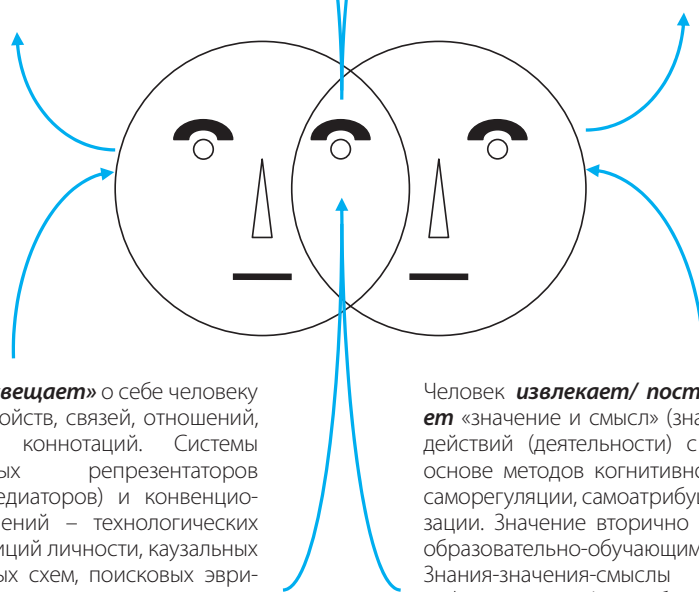 вещает» о себе человеку
ойств, связей, отношений,
коннотаций. Системы
ых репрезентаторов
едиаторов) и конвенцио-
ений – технологических
иций личности, каузальных
ых схем, поисковых эври-
Человек извлекает/ пост
ет «значение и смысл» (зна
действий (деятельности) с
основе методов когнитивно
саморегуляции, самоатрибуц
зации. Значение вторично
образовательно-обучающим
Знания-значения-смыслы